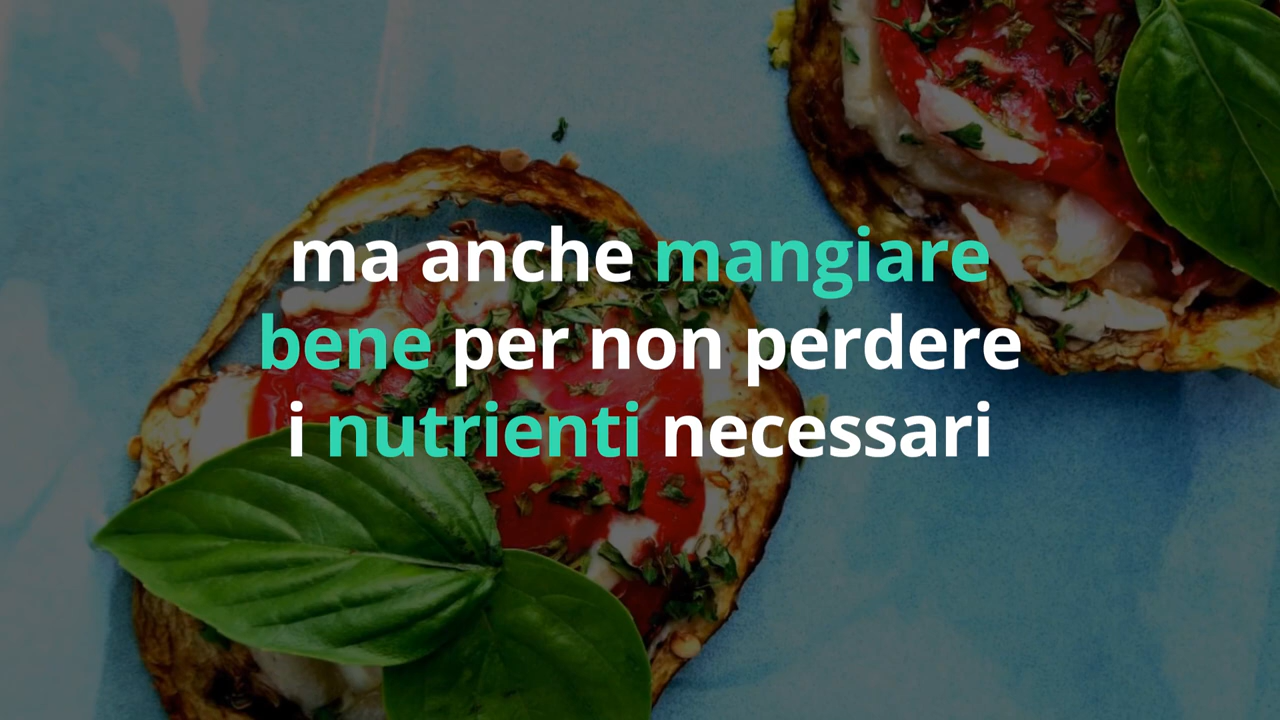 ma anche mangiare
bene per non perdere
i nutrienti necessari